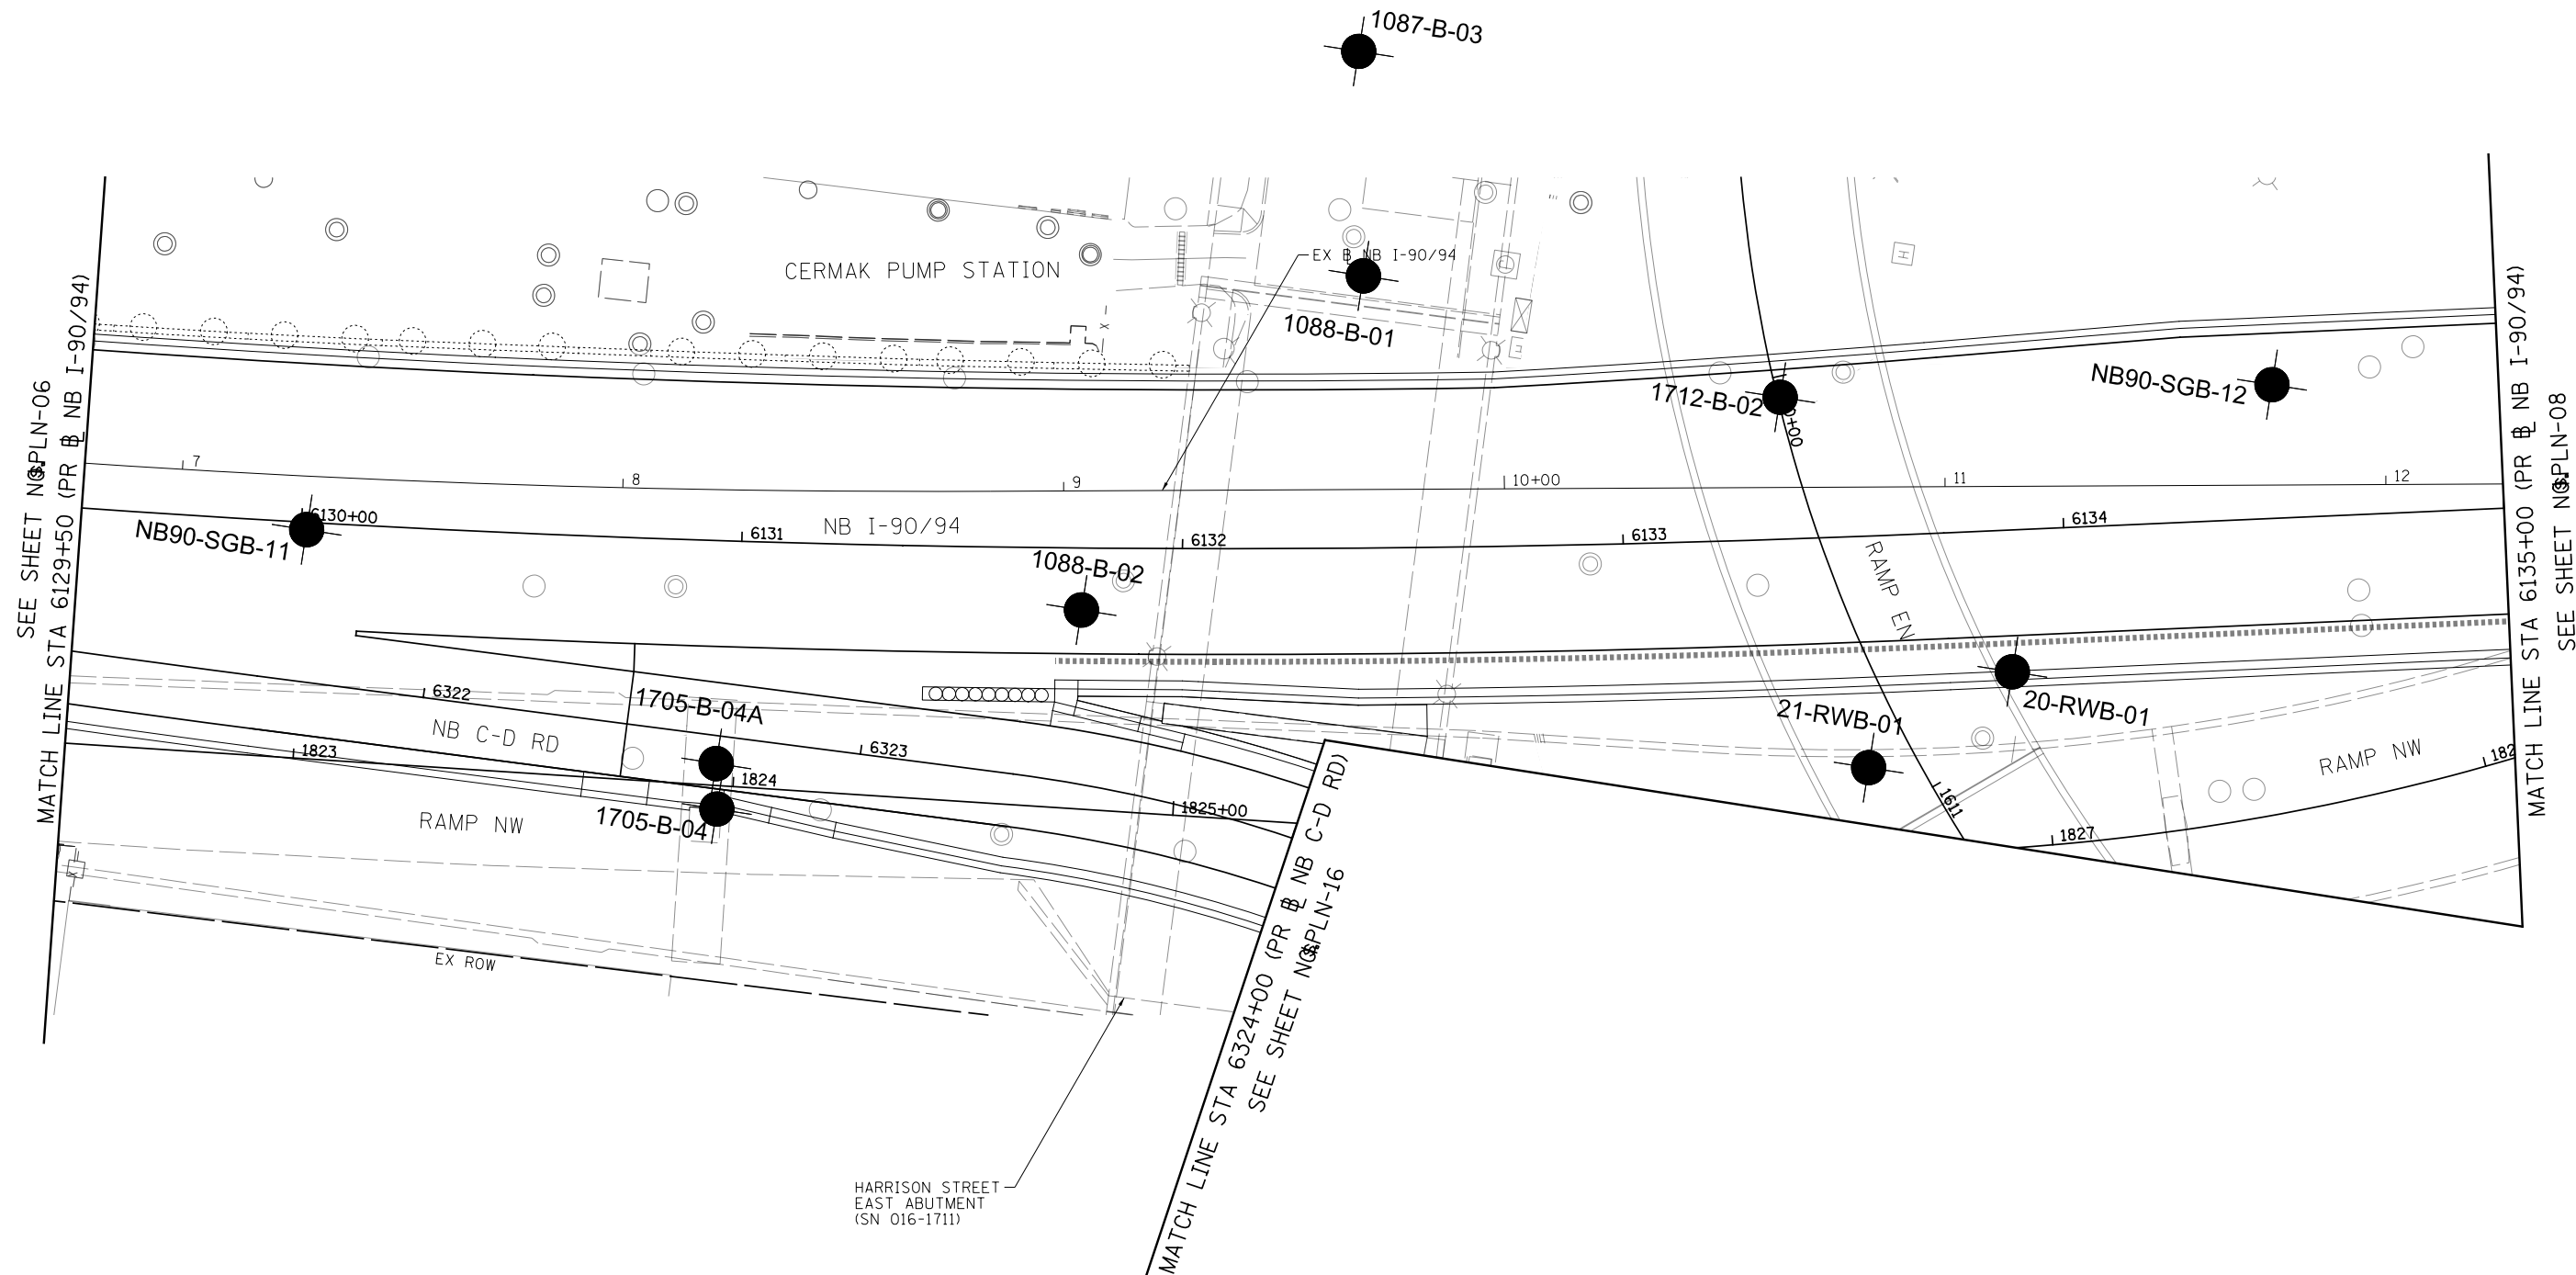 1087-B-03
CERMAK PUMP STATION
EX B NB I-90/94
1088-B-01
1712-B-02
NB90-SGB-12
7
8
9
10+00
11
12
NB90-SGB-11
6130+00
6131
NB I-90/94
6132
6133
6134
1088-B-02
RAMP EN
6322
NB C-D RD
1705-B-04A
6323
1823
1824
1825+00
1705-B-04
RAMP NW
21-RWB-01
20-RWB-01
RAMP NW
1611
1827
182
EX ROW
HARRISON STREET
EAST ABUTMENT
(SN 016-1711)
SEE SHEET NO. PLN-06
MATCH LINE STA 6129+50 (PR B NB I-90/94)
MATCH LINE STA 6324+00 (PR B NB C-D RD)
SEE SHEET NO. PLN-16
MATCH LINE STA 6135+00 (PR B NB I-90/94)
SEE SHEET NO. PLN-08